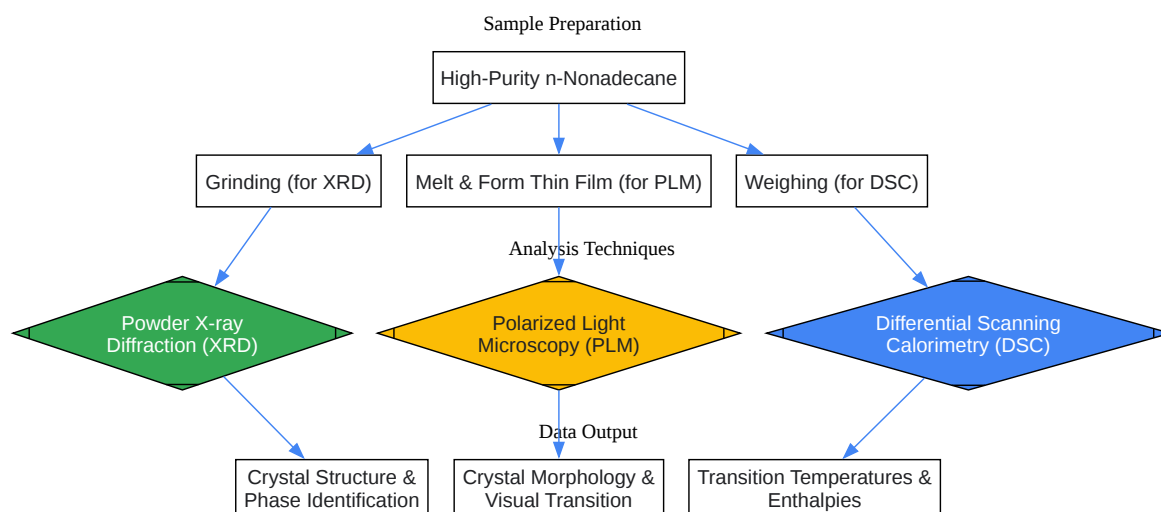 Sample Preparation
High-Purity n-Nonadecane
Grinding (for XRD)
Melt & Form Thin Film (for PLM)
Weighing (for DSC)
Analysis Techniques
Powder X-ray
Diffraction (XRD)
Polarized Light
Microscopy (PLM)
Differential Scanning
Calorimetry (DSC)
Data Output
Crystal Structure &
Phase Identification
Crystal Morphology &
Visual Transition
Transition Temperatures &
Enthalpies